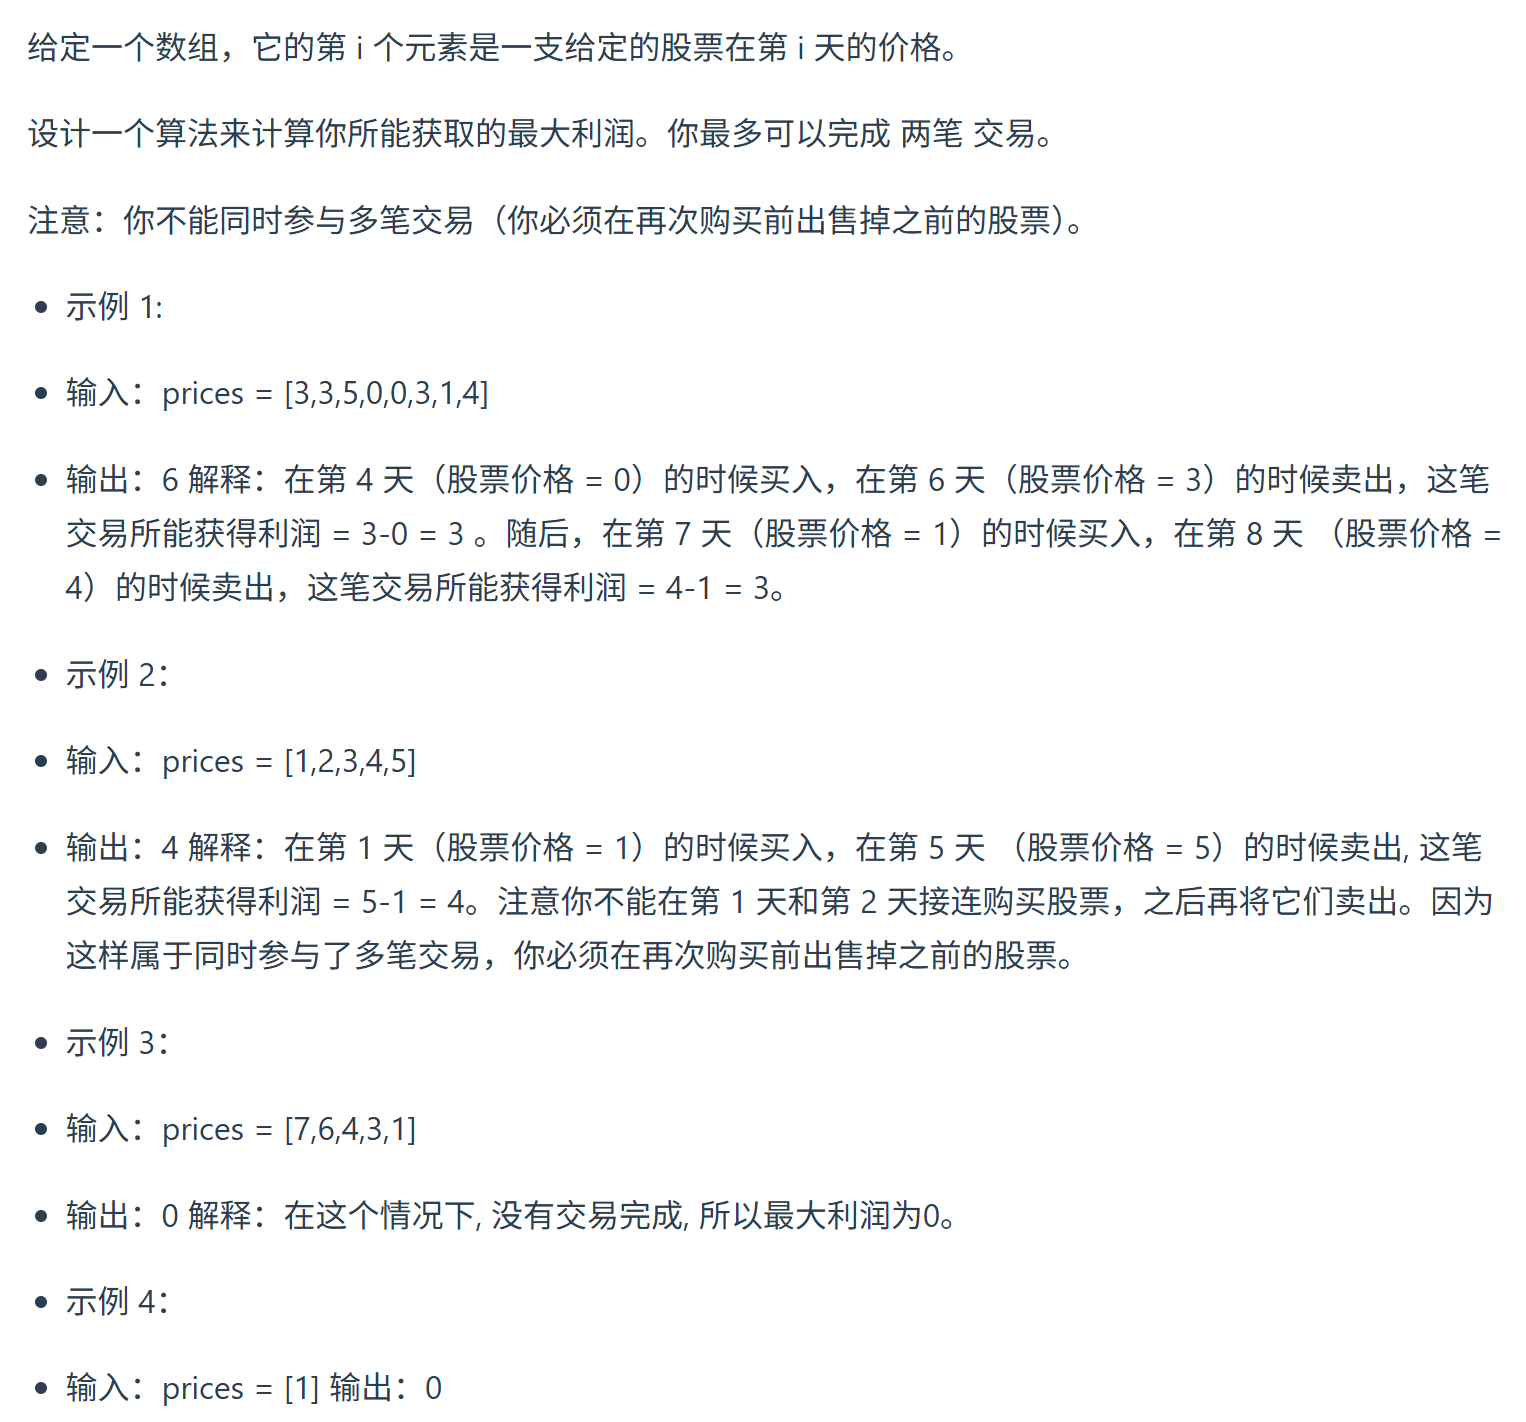 给定一个数组，它的第 i 个元素是一支给定的股票在第 i 天的价格。
设计一个算法来计算你所能获取的最大利润。你最多可以完成 两笔 交易。
注意：你不能同时参与多笔交易（你必须在再次购买前出售掉之前的股票）。
• 示例 1:
• 输入：prices = [3,3,5,0,0,3,1,4]
• 输出：6 解释：在第 4 天（股票价格 = 0）的时候买入，在第 6 天（股票价格 = 3）的时候卖出，这笔
交易所能获得利润 = 3-0 = 3 。随后，在第 7 天（股票价格 = 1）的时候买入，在第 8 天 （股票价格 =
4）的时候卖出，这笔交易所能获得利润 = 4-1 = 3。
• 示例 2：
• 输入：prices = [1,2,3,4,5]
• 输出：4 解释：在第 1 天（股票价格 = 1）的时候买入，在第 5 天 （股票价格 = 5）的时候卖出, 这笔
交易所能获得利润 = 5-1 = 4。注意你不能在第 1 天和第 2 天接连购买股票，之后再将它们卖出。因为
这样属于同时参与了多笔交易，你必须在再次购买前出售掉之前的股票。
• 示例 3：
• 输入：prices = [7,6,4,3,1]
• 输出：0 解释：在这个情况下, 没有交易完成, 所以最大利润为0。
• 示例 4：
• 输入：prices = [1] 输出：0